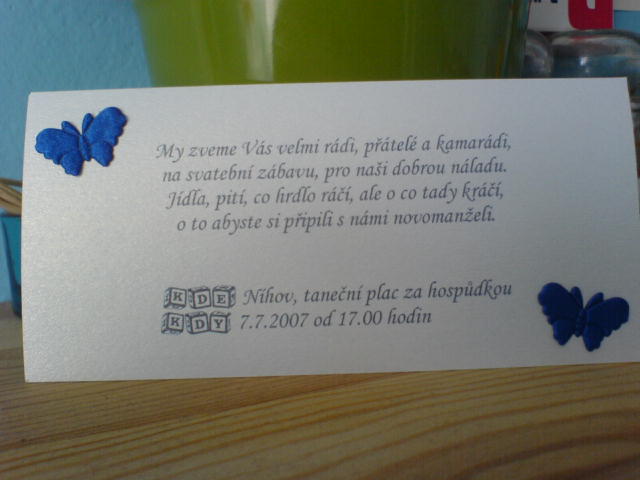 My zveme Vás velmi rádi, přátelé a kamarádi,
na svatební zábavu, pro naši dobrou náladu.
Jídla, pití, co hrdlo ráčí, ale o co tady kráčí,
o to abyste si připili s námi novomanželi.
KDE Níhov, taneční plac za hospůdkou
KDY 7.7.2007 od 17.00 hodin